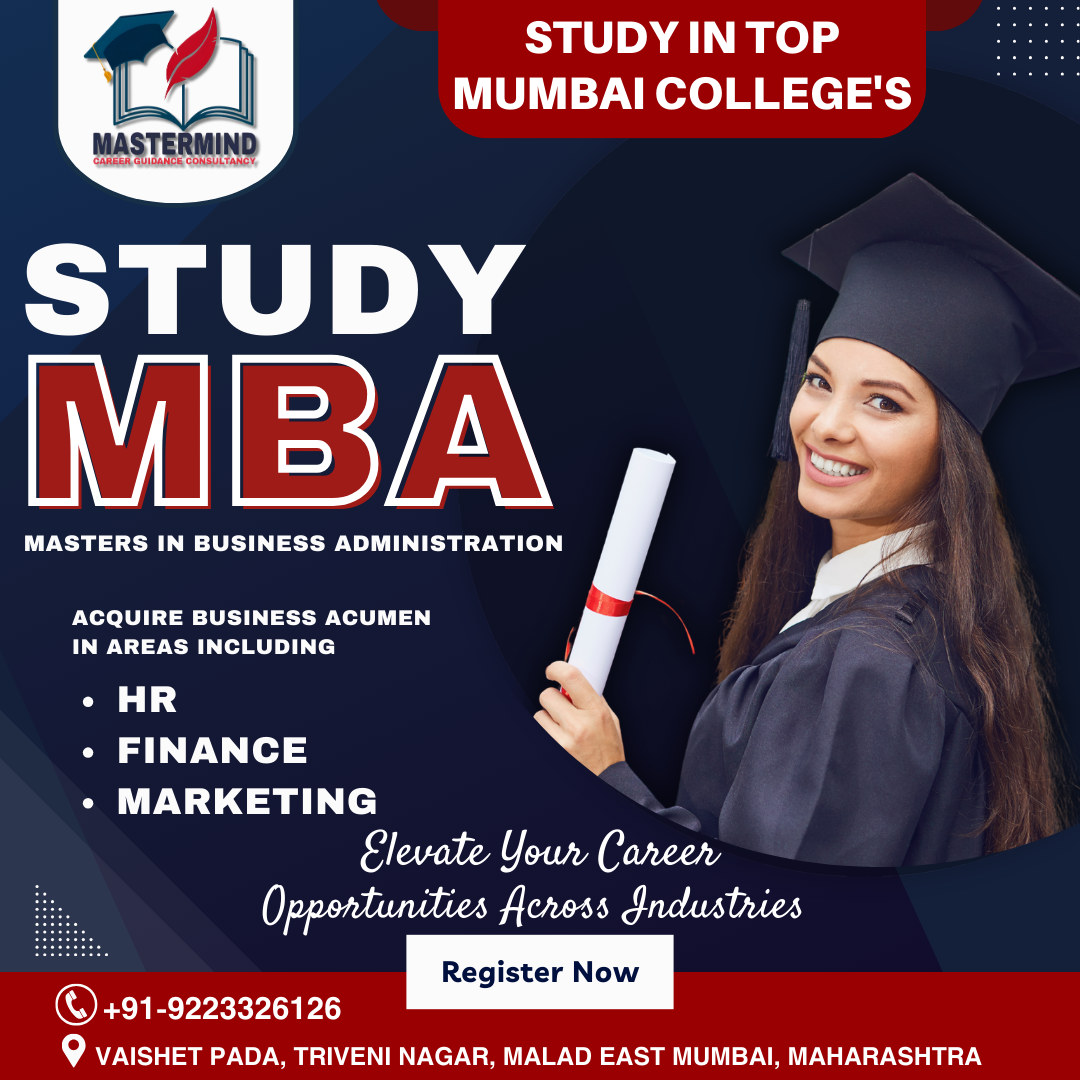 MASTERMIND
CAREER GUIDANCE CONSULTANCY
STUDY IN TOP
MUMBAI COLLEGE'S
STUDY
MBA
MASTERS IN BUSINESS ADMINISTRATION
ACQUIRE BUSINESS ACUMEN
IN AREAS INCLUDING
• HR
• FINANCE
• MARKETING
Elevate Your Career
Opportunities Across Industries
Register Now
+91-9223326126
VAISHET PADA, TRIVENI NAGAR, MALAD EAST MUMBAI, MAHARASHTRA